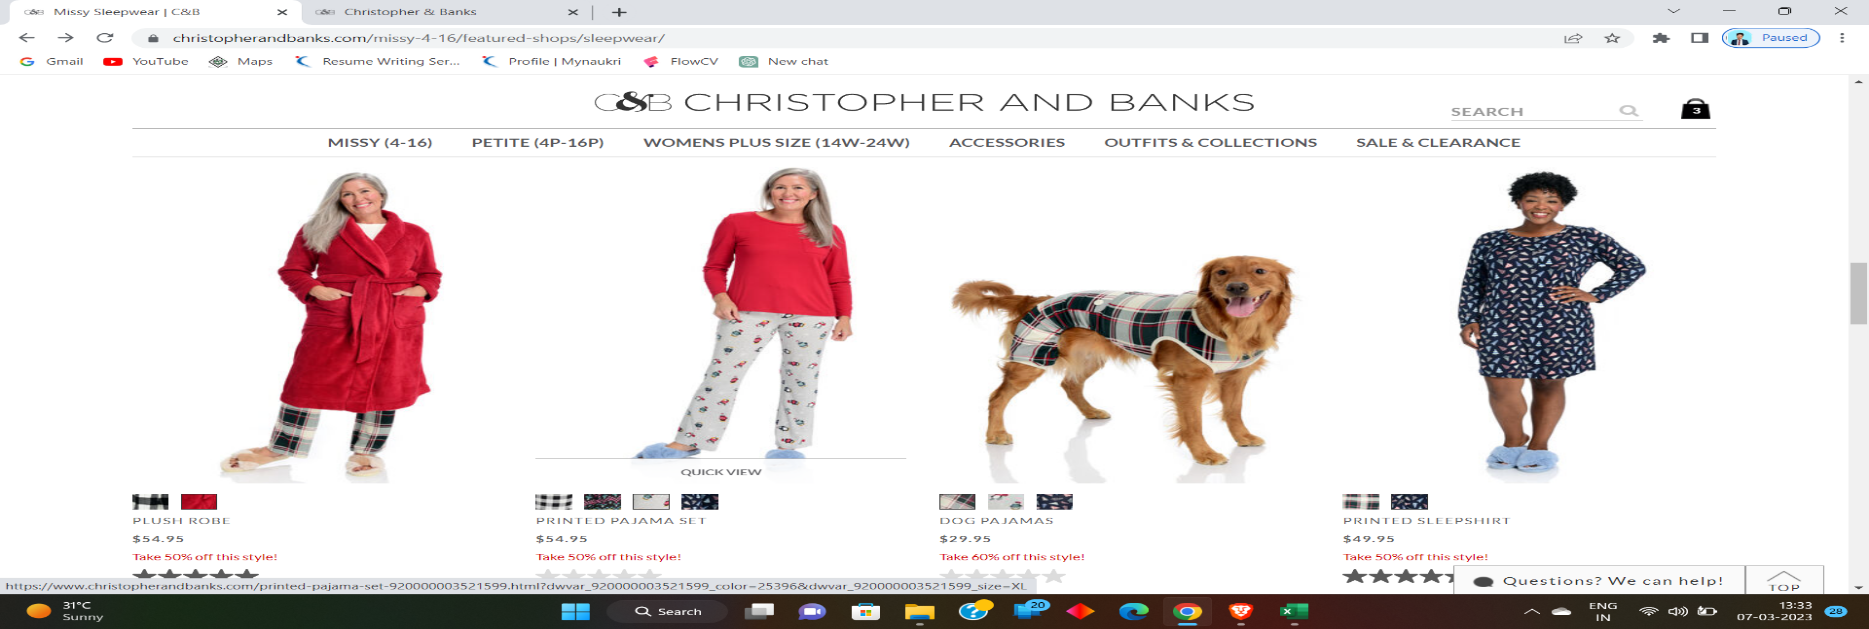 C&B Missy Sleepwear | C&B
C&B Christopher & Banks
christopherandbanks.com/missy-4-16/featured-shops/sleepwear/
Paused
Gmail YouTube Maps Resume Writing Ser... Profile | Mynaukri FlowCV New chat
C&B CHRISTOPHER AND BANKS
SEARCH
3
MISSY (4-16) PETITE (4P-16P) WOMENS PLUS SIZE (14W-24W) ACCESSORIES OUTFITS & COLLECTIONS SALE & CLEARANCE
QUICK VIEW
PLUSH ROBE
$54.95
Take 50% off this style!
PRINTED PAJAMA SET
$54.95
Take 50% off this style!
DOG PAJAMAS
$29.95
Take 60% off this style!
PRINTED SLEEPSHIRT
$49.95
Take 50% off this style!
Questions? We can help!
TOP
https://www.christopherandbanks.com/printed-pajama-set-920000003521599.html?dwvar_920000003521599_color=25396&dwvar_920000003521599_size=XL
31°C
Sunny
Search
20
ENG
IN
13:33
07-03-2023
28